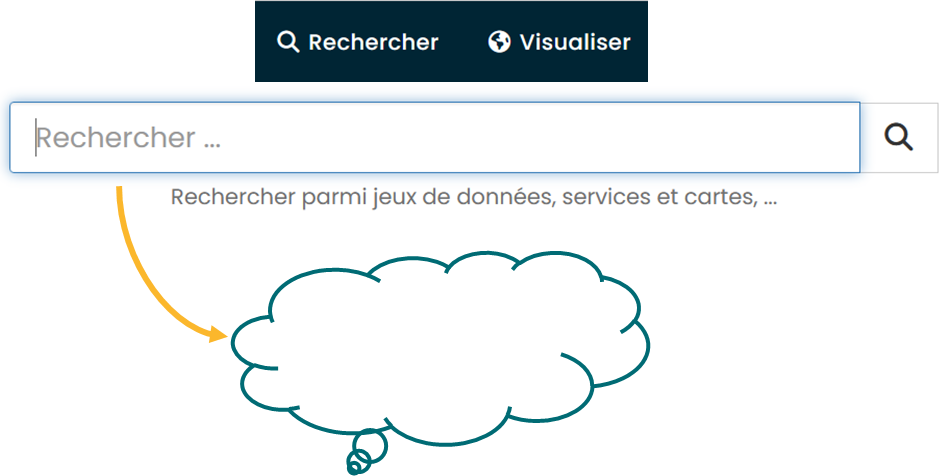 Rechercher Visualiser
Rechercher ...
Rechercher parmi jeux de données, services et cartes, ...